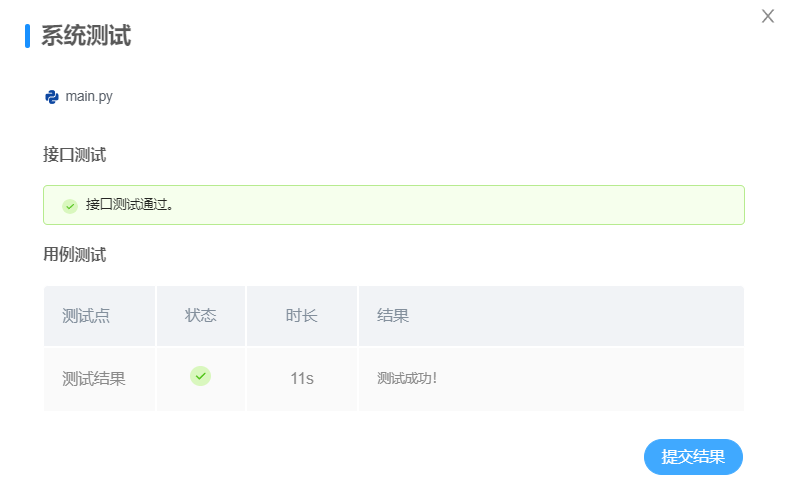 系统测试
main.py
接口测试
接口测试通过。
用例测试
测试点 状态 时长 结果
测试结果 11s 测试成功!
提交结果